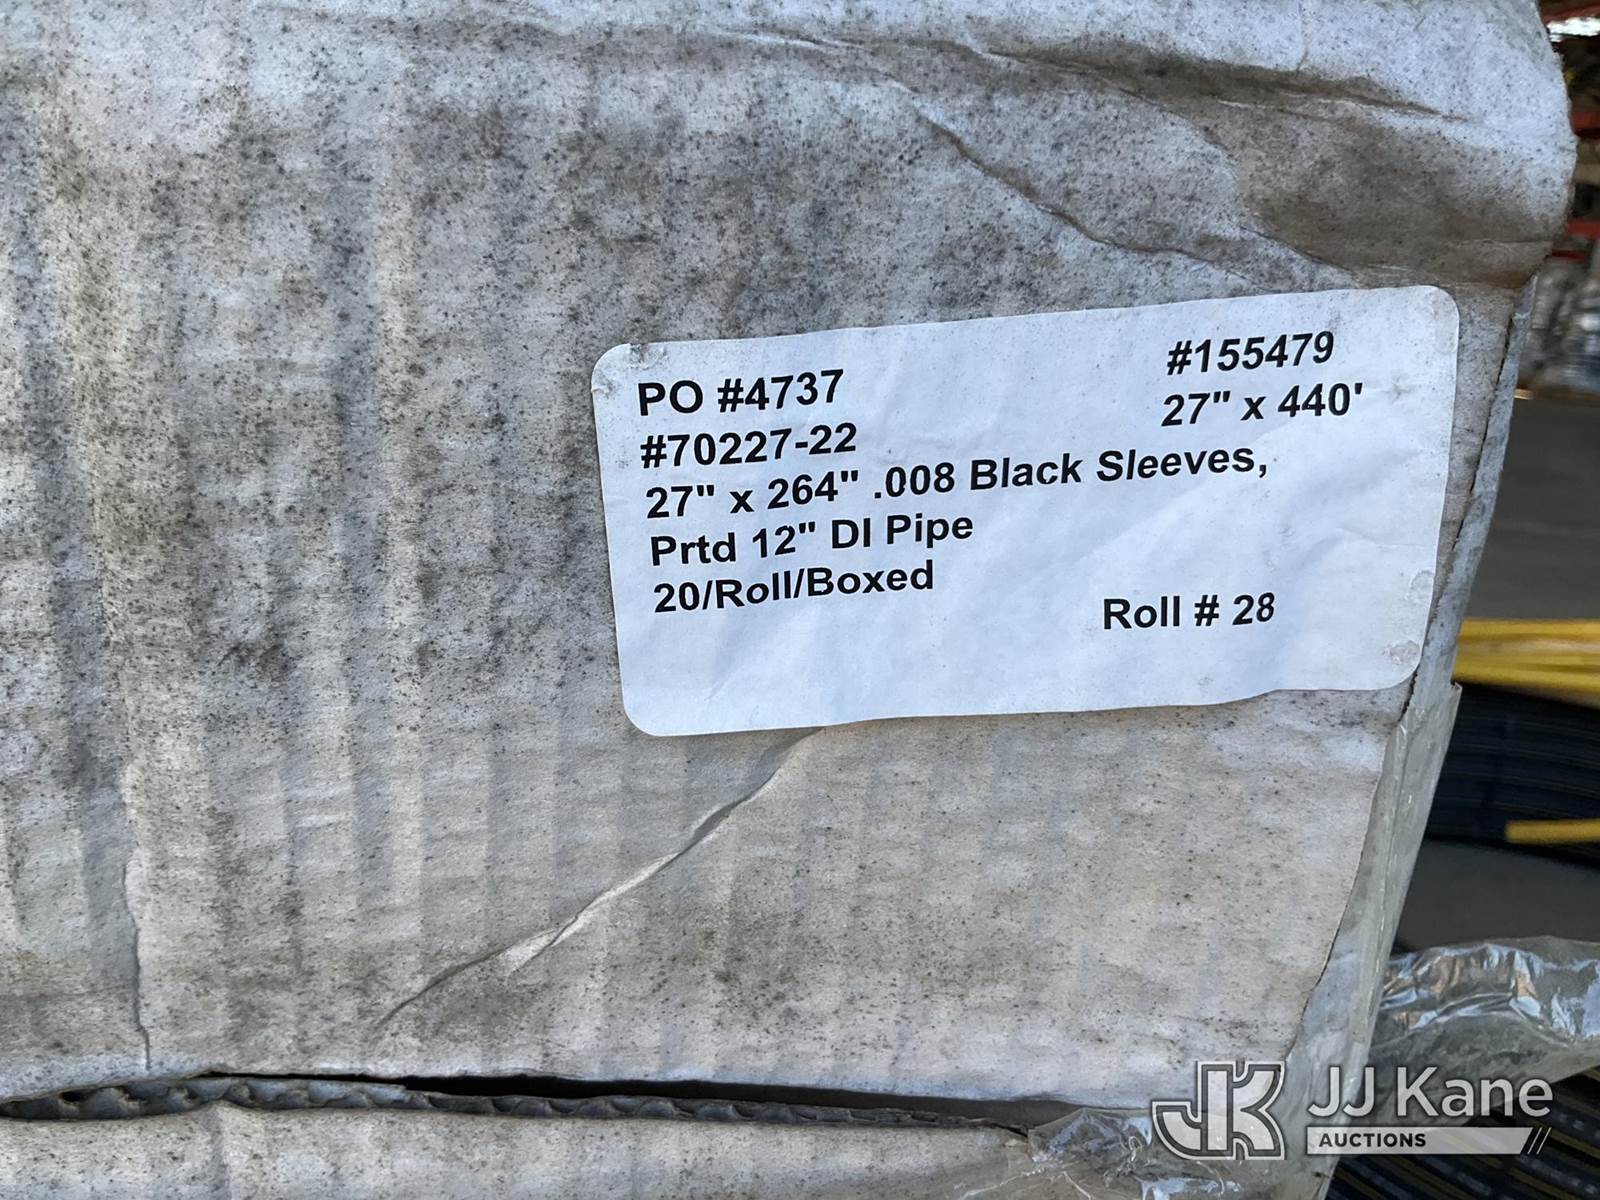 PO #4737 #155479
#70227-22 27" x 440'
27" x 264" .008 Black Sleeves,
Prtd 12" DI Pipe
20/Roll/Boxed
Roll # 28
JK JJ Kane
AUCTIONS